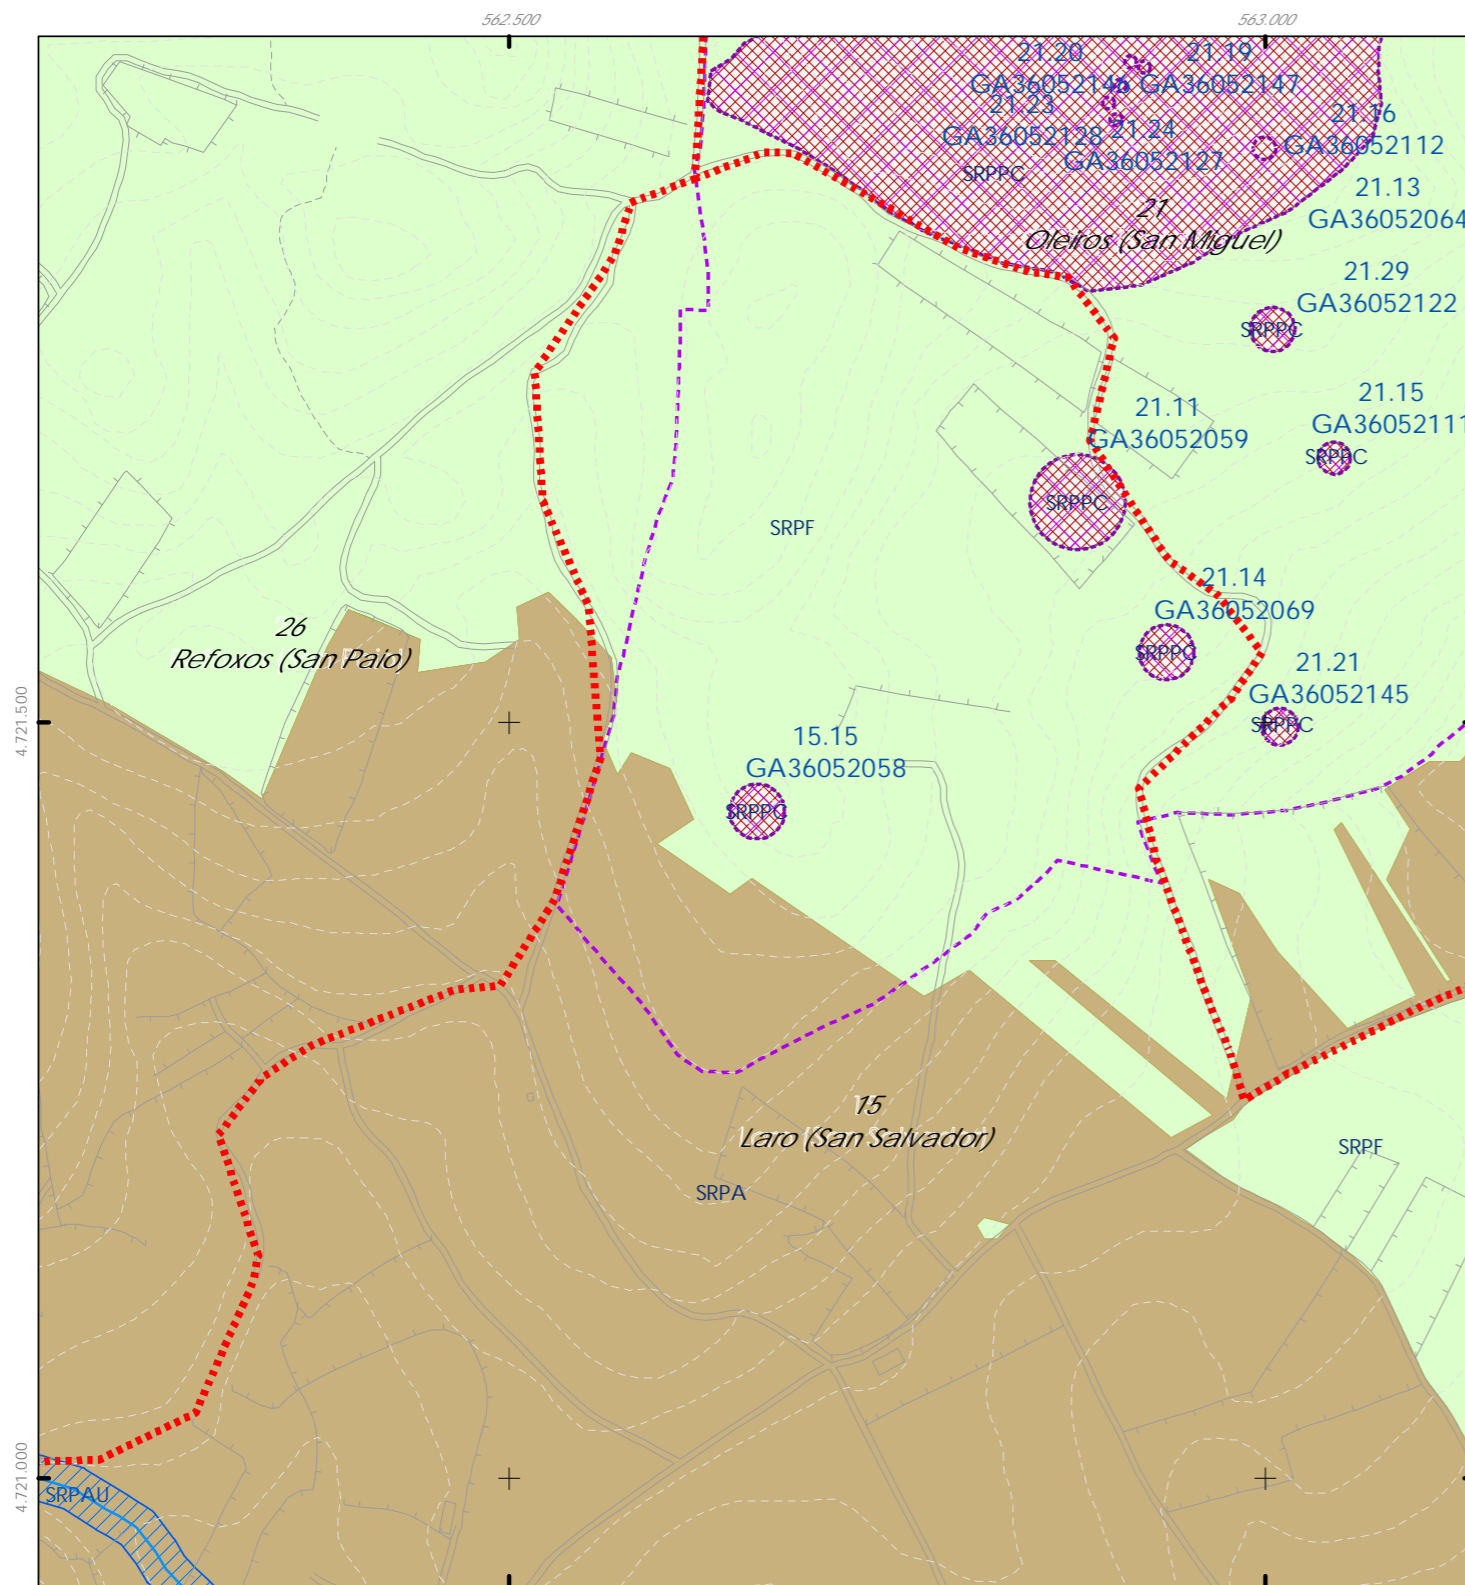 562.500
563.000
21.20
GA36052146
21.19
GA36052147
21.23
GA36052128
21.24
GA36052127
21.16
GA36052112
SRPPC
21.13
GA36052064
21
Oleiros (San Miguel)
21.29
GA36052122
SRPPC
21.15
GA36052111
SRPPC
21.11
GA36052059
SRPPC
SRPF
21.14
GA36052069
SRPPC
26
Refoxos (San Paio)
21.21
GA36052145
SRPPC
4.721.500
15.15
GA36052058
SRPPC
15
Laro (San Salvador)
SRPF
SRPA
4.721.000
SRPAU